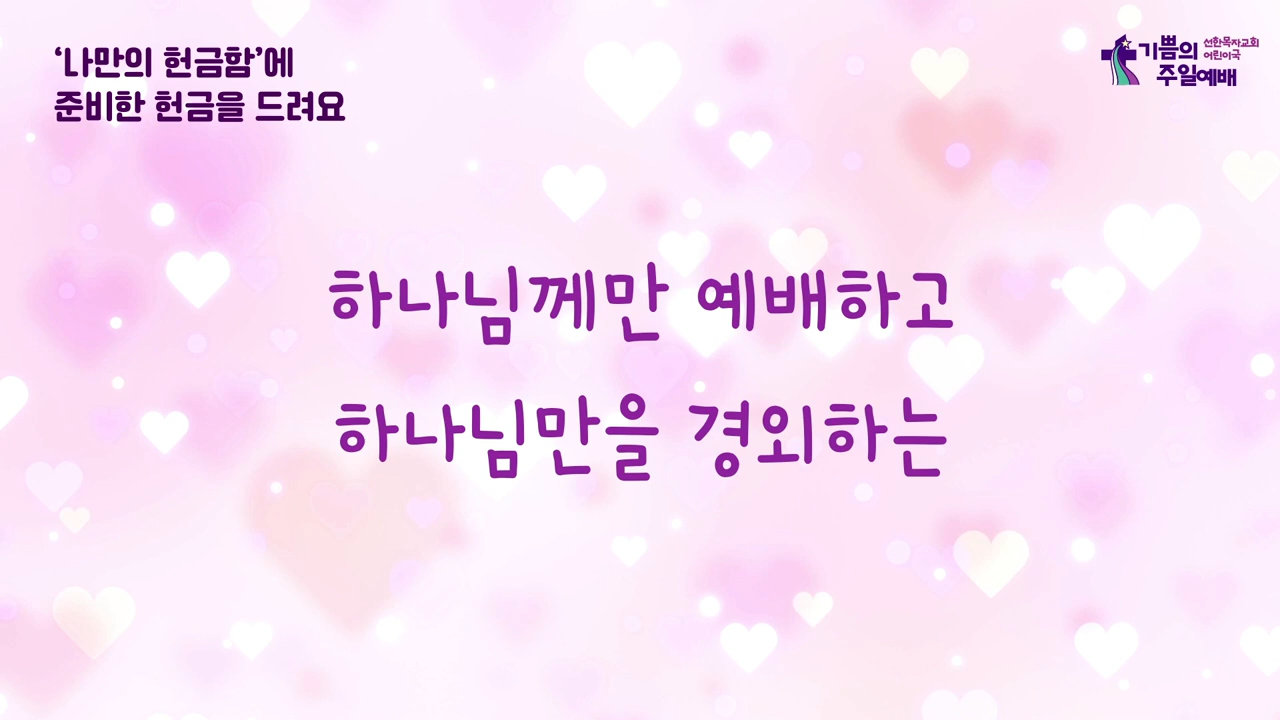 ‘나만의 헌금함’에
준비한 헌금을 드려요
기쁨의
선한목자교회
어린이국
주일예배
하나님께만 예배하고
하나님만을 경외하는